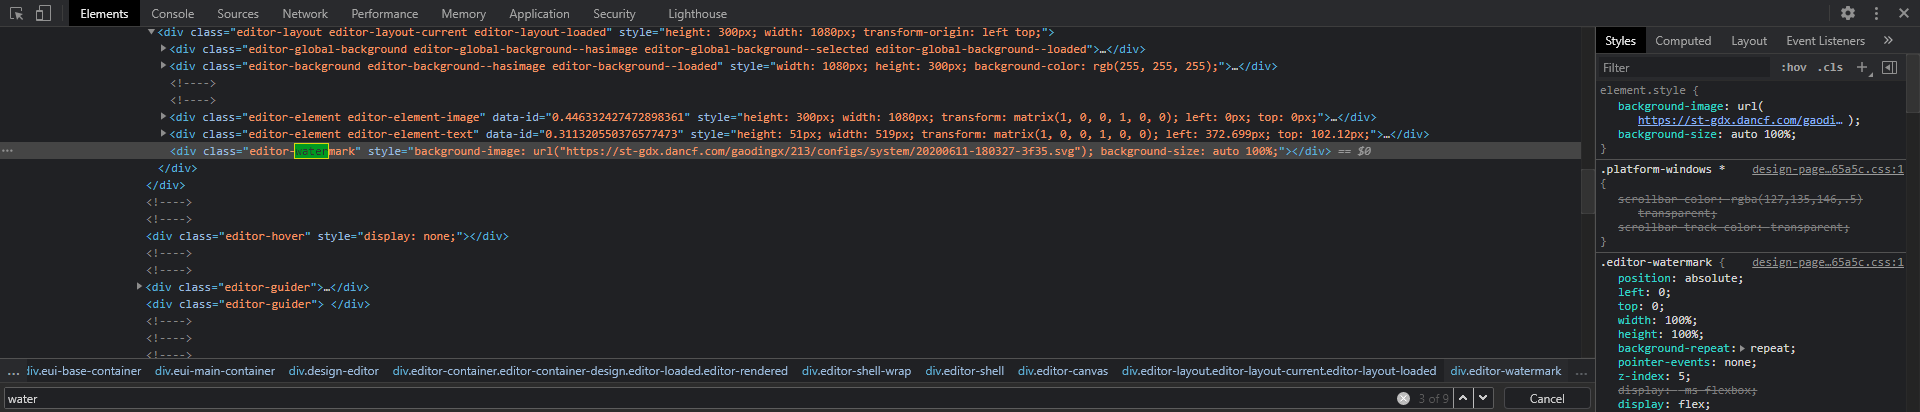 Elements Console Sources Network Performance Memory Application Security Lighthouse
<div class="editor-layout editor-layout-current editor-layout-loaded" style="height: 300px; width: 1080px; transform-origin: left top;">
<div class="editor-global-background editor-global-background--hasimage editor-global-background--selected editor-global-background--loaded">…</div>
<div class="editor-background editor-background--hasimage editor-background--loaded" style="width: 1080px; height: 300px; background-color: rgb(255, 255, 255);">…</div>
<!---->
<!---->
<div class="editor-element editor-element-image" data-id="0.446332427472898361" style="height: 300px; width: 1080px; transform: matrix(1, 0, 0, 1, 0, 0); left: 0px; top: 0px;">…</div>
<div class="editor-element editor-element-text" data-id="0.311320550376577473" style="height: 51px; width: 519px; transform: matrix(1, 0, 0, 1, 0, 0); left: 372.699px; top: 102.12px;">…</div>
… <div class="editor-watermark" style="background-image: url("https://st-gdx.dancf.com/gaodingx/213/configs/system/20200611-180327-3f35.svg"); background-size: auto 100%;"></div> == $0
</div>
</div>
<!---->
<!---->
<div class="editor-hover" style="display: none;"></div>
<!---->
<!---->
<div class="editor-guider">…</div>
<div class="editor-guider"> </div>
<!---->
<!---->
<!---->
… div.eui-base-container div.eui-main-container div.design-editor div.editor-container.editor-container-design.editor-loaded.editor-rendered div.editor-shell-wrap div.editor-shell div.editor-canvas div.editor-layout.editor-layout-current.editor-layout-loaded div.editor-watermark …
water 3 of 9 Cancel
Styles Computed Layout Event Listeners »
Filter :hov .cls +
element.style {
background-image: url(
https://st-gdx.dancf.com/gaodi… );
background-size: auto 100%;
}
.platform-windows * design-page…65a5c.css:1
{
scrollbar-color: rgba(127,135,146,.5)
transparent;
scrollbar-track-color: transparent;
}
.editor-watermark { design-page…65a5c.css:1
position: absolute;
left: 0;
top: 0;
width: 100%;
height: 100%;
background-repeat: repeat;
pointer-events: none;
z-index: 5;
display: -ms-flexbox;
display: flex;